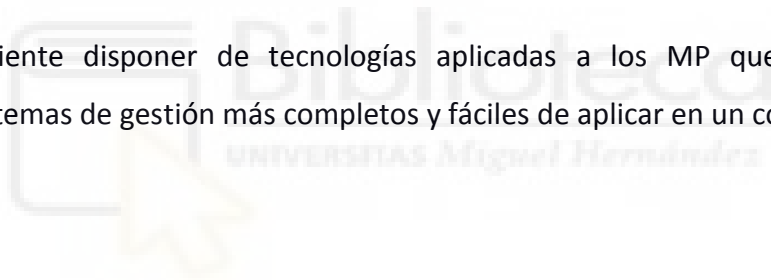 Biblioteca
iente disponer de tecnologías aplicadas a los MP que
temas de gestión más completos y fáciles de aplicar en un co
UNIVERSITAS Miguel Hernández